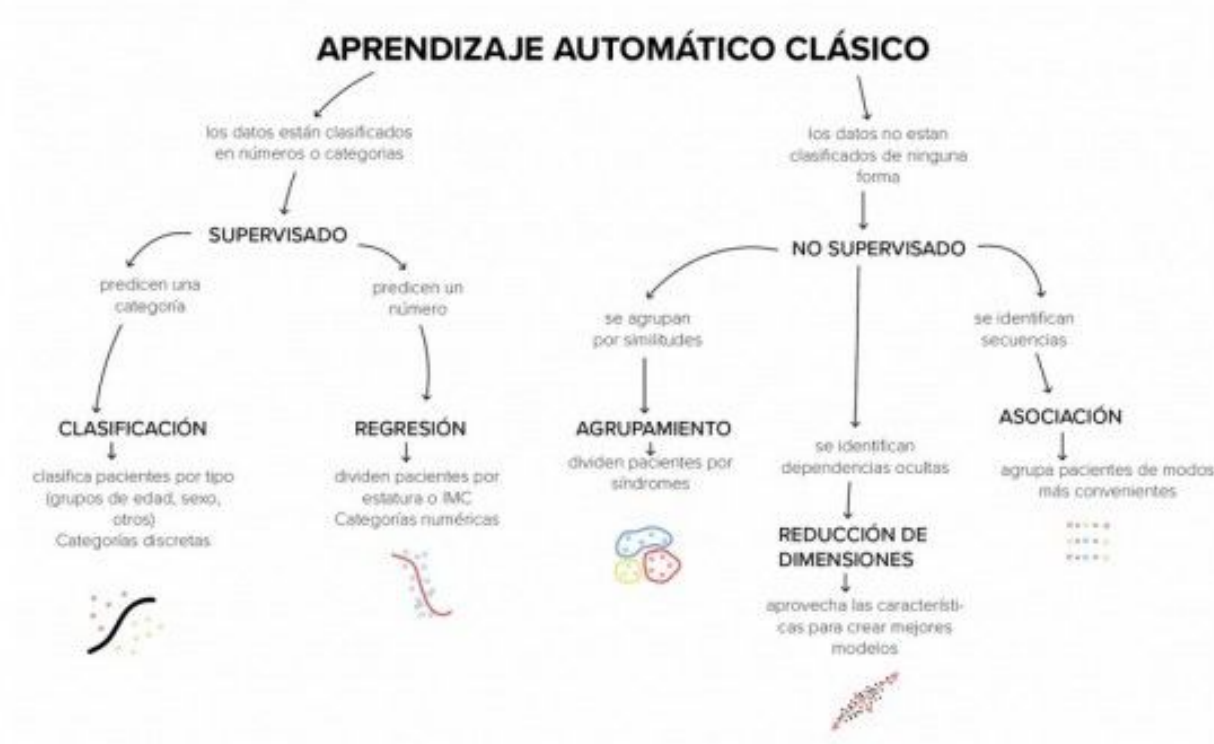 APRENDIZAJE AUTOMÁTICO CLÁSICO
los datos están clasificados
en números o categorias
SUPERVISADO
predicen una
categoría
CLASIFICACIÓN
clasifica pacientes por tipo
(grupos de edad, sexo,
otros)
Categorías discretas
predicen un
número
REGRESIÓN
dividen pacientes por
estatura o IMC
Categorías numéricas
los datos no estan
clasificados de ninguna
forma
NO SUPERVISADO
se agrupan
por similitudes
AGRUPAMIENTO
dividen pacientes por
síndromes
se identifican
dependencias ocultas
REDUCCIÓN DE
DIMENSIONES
aprovecha las característi-
cas para crear mejores
modelos
se identifican
secuencias
ASOCIACIÓN
agrupa pacientes de modos
más convenientes